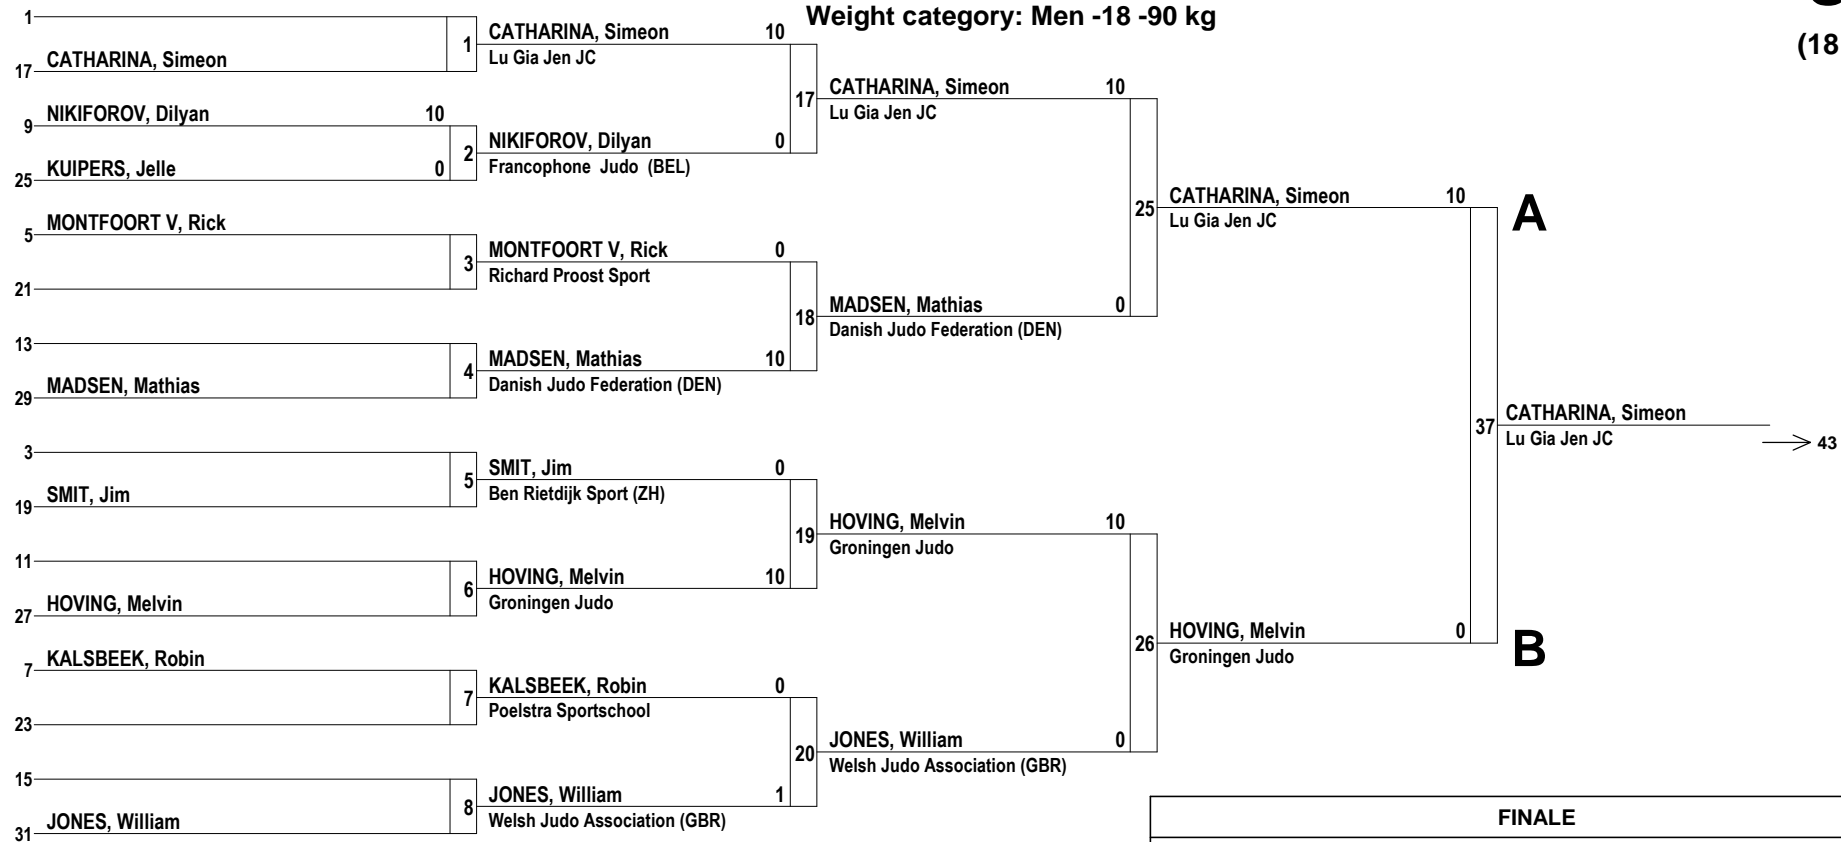 Weight category: Men -18 -90 kg
(18
1
CATHARINA, Simeon
17
1
CATHARINA, Simeon 10
Lu Gia Jen JC
NIKIFOROV, Dilyan 10
9
KUIPERS, Jelle 0
25
2
NIKIFOROV, Dilyan 0
Francophone Judo (BEL)
17
CATHARINA, Simeon 10
Lu Gia Jen JC
MONTFOORT V, Rick
5
21
3
MONTFOORT V, Rick 0
Richard Proost Sport
13
MADSEN, Mathias
29
4
MADSEN, Mathias 10
Danish Judo Federation (DEN)
18
MADSEN, Mathias 0
Danish Judo Federation (DEN)
25
CATHARINA, Simeon 10
Lu Gia Jen JC
A
3
SMIT, Jim
19
5
SMIT, Jim 0
Ben Rietdijk Sport (ZH)
11
HOVING, Melvin
27
6
HOVING, Melvin 10
Groningen Judo
19
HOVING, Melvin 10
Groningen Judo
KALSBEEK, Robin
7
23
7
KALSBEEK, Robin 0
Poelstra Sportschool
15
JONES, William
31
8
JONES, William 1
Welsh Judo Association (GBR)
20
JONES, William 0
Welsh Judo Association (GBR)
26
HOVING, Melvin 0
Groningen Judo
B
37
CATHARINA, Simeon
Lu Gia Jen JC
43
FINALE